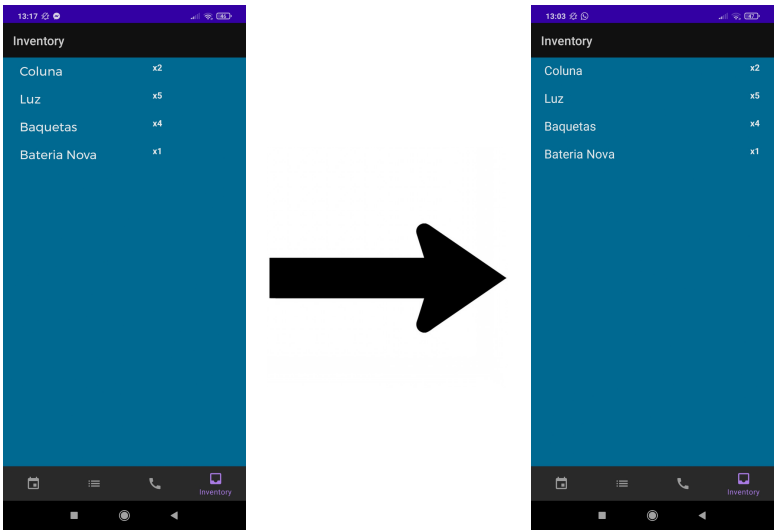 13:17
Inventory
Coluna x2
Luz x5
Baquetas x4
Bateria Nova x1
Inventory
13:03
Inventory
Coluna x2
Luz x5
Baquetas x4
Bateria Nova x1
Inventory